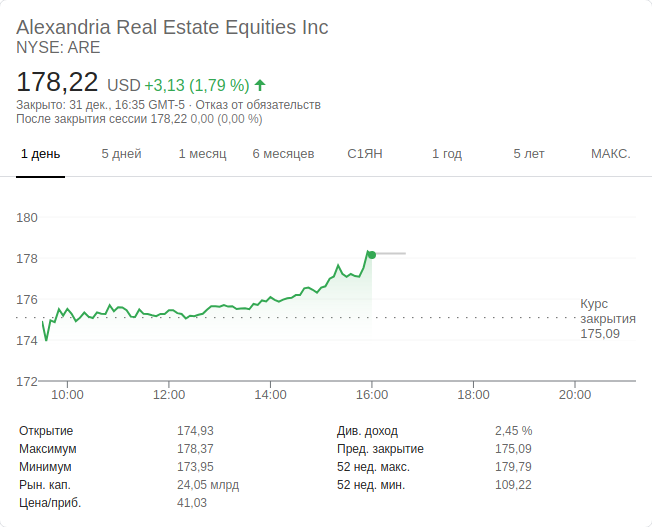 Alexandria Real Estate Equities Inc
NYSE: ARE
178,22 USD +3,13 (1,79 %)
Закрыто: 31 дек., 16:35 GMT-5 · Отказ от обязательств
После закрытия сессии 178,22 0,00 (0,00 %)
1 день 5 дней 1 месяц 6 месяцев С1ЯН 1 год 5 лет МАКС.
180
178
176
174
172
Курс
закрытия
175,09
10:00 12:00 14:00 16:00 18:00 20:00
Открытие 174,93 Див. доход 2,45 %
Максимум 178,37 Пред. закрытие 175,09
Минимум 173,95 52 нед. макс. 179,79
Рын. кап. 24,05 млрд 52 нед. мин. 109,22
Цена/приб. 41,03